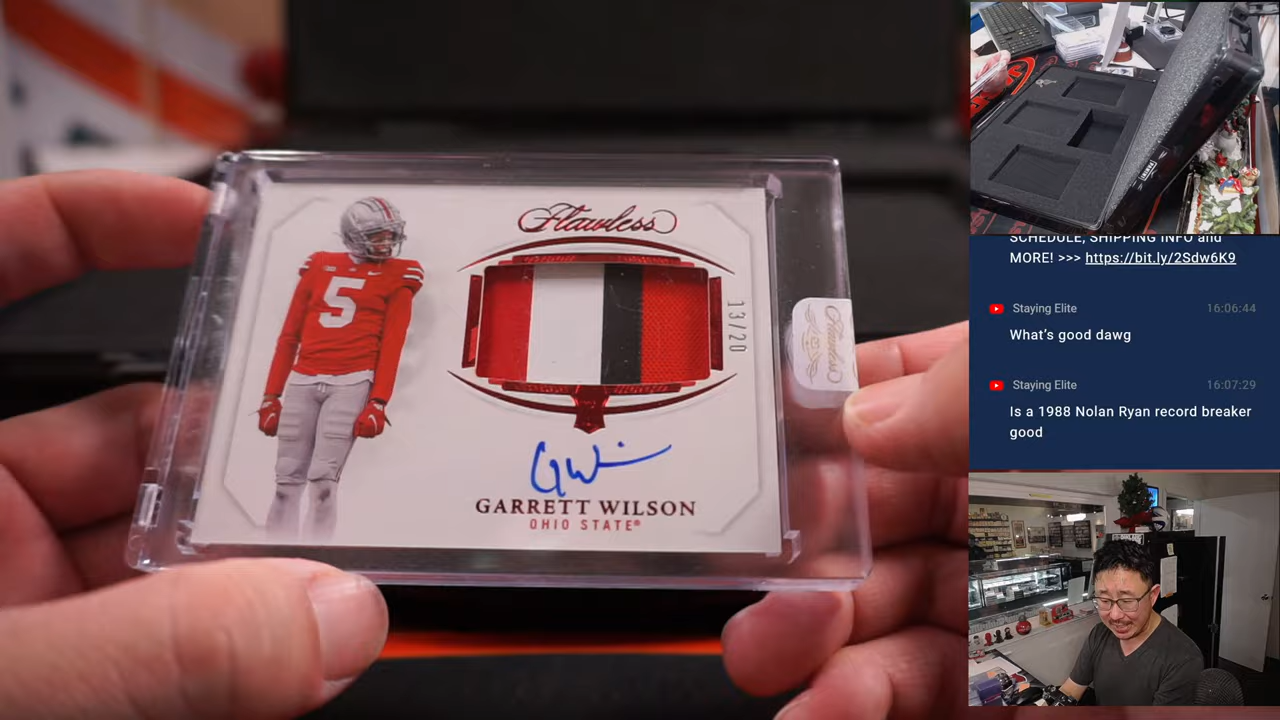 Flawless
5
13/20
Flawless
GARRETT WILSON
OHIO STATE®
SCHEDULE, SHIPPING INFO and
MORE! >>> https://bit.ly/2Sdw6K9
Staying Elite 16:06:44
What's good dawg
Staying Elite 16:07:29
Is a 1988 Nolan Ryan record breaker
good